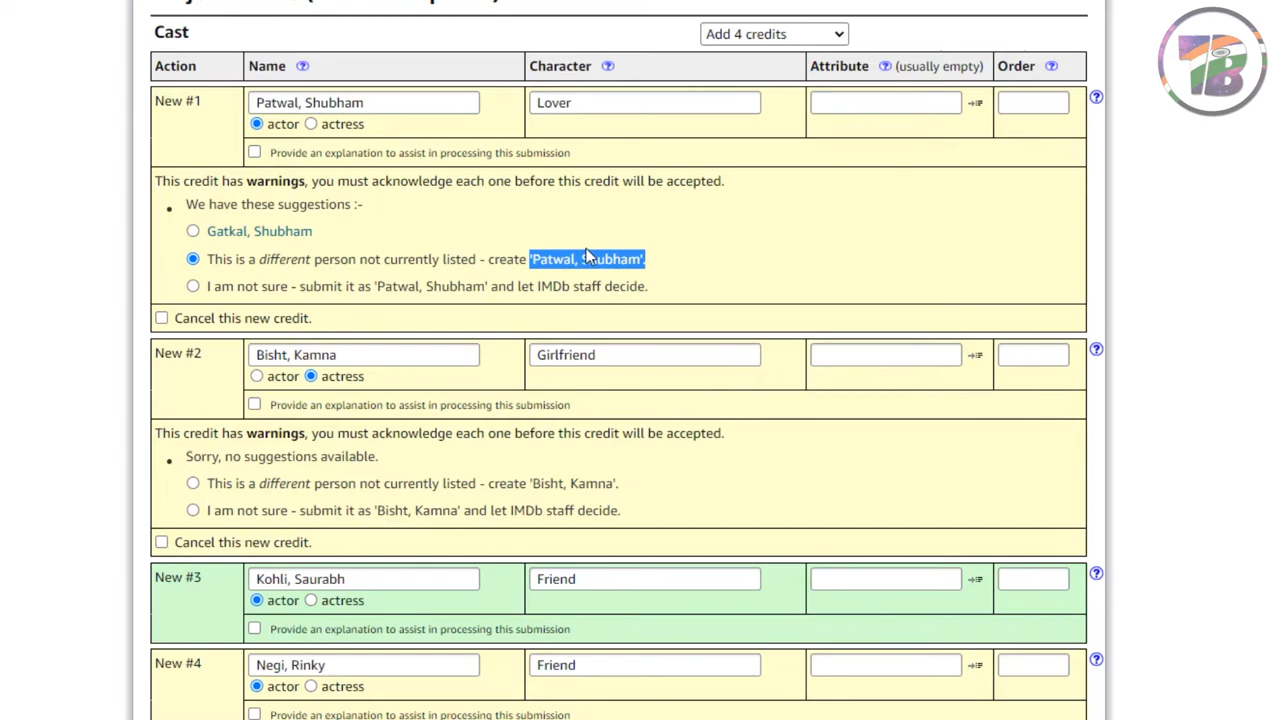 Cast
Add 4 credits
Action Name ? Character ? Attribute ? (usually empty) Order ?
New #1 Patwal, Shubham Lover ?
actor actress
Provide an explanation to assist in processing this submission
This credit has warnings, you must acknowledge each one before this credit will be accepted.
We have these suggestions :-
Gatkal, Shubham
This is a different person not currently listed - create 'Patwal, Shubham'.
I am not sure - submit it as 'Patwal, Shubham' and let IMDb staff decide.
Cancel this new credit.
New #2 Bisht, Kamna Girlfriend ?
actor actress
Provide an explanation to assist in processing this submission
This credit has warnings, you must acknowledge each one before this credit will be accepted.
Sorry, no suggestions available.
This is a different person not currently listed - create 'Bisht, Kamna'.
I am not sure - submit it as 'Bisht, Kamna' and let IMDb staff decide.
Cancel this new credit.
New #3 Kohli, Saurabh Friend ?
actor actress
Provide an explanation to assist in processing this submission
New #4 Negi, Rinky Friend ?
actor actress
Provide an explanation to assist in processing this submission